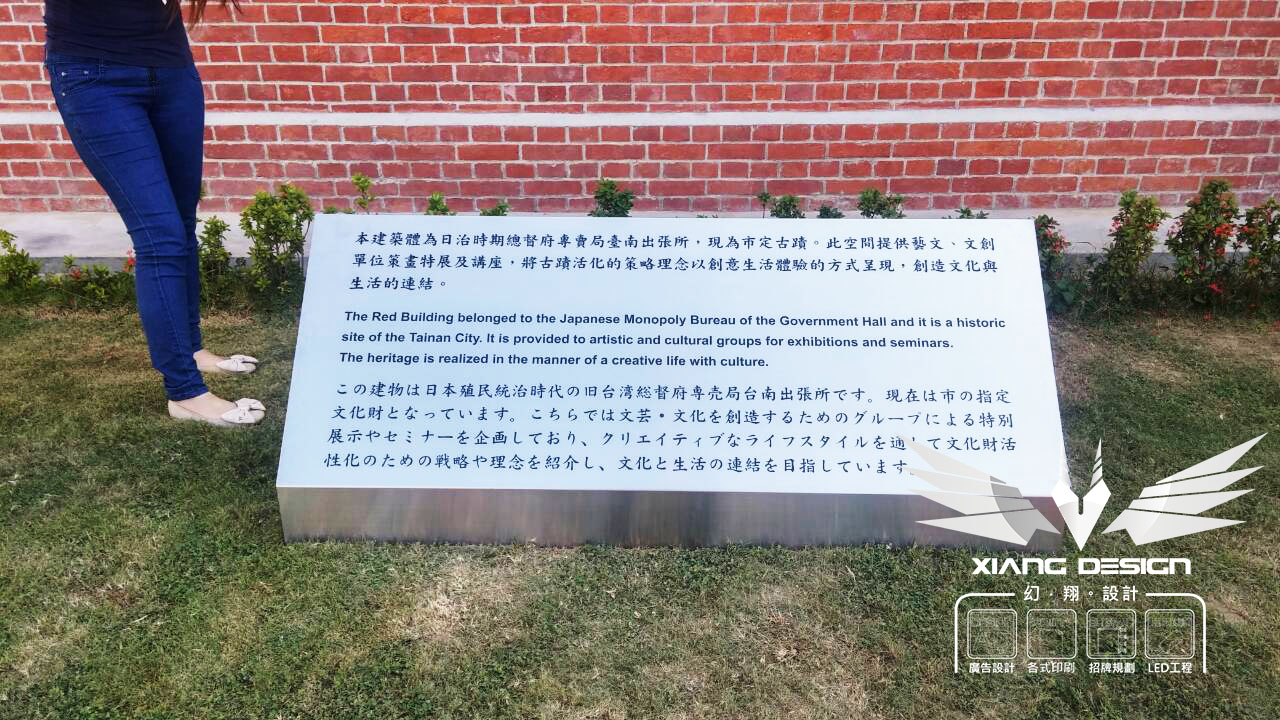 本建築體為日治時期總督府專賣局臺南出張所，現為市定古蹟。此空間提供藝文、文創
單位策畫特展及講座，將古蹟活化的策略理念以創意生活體驗的方式呈現，創造文化與
生活的連結。
The Red Building belonged to the Japanese Monopoly Bureau of the Government Hall and it is a historic
site of the Tainan City. It is provided to artistic and cultural groups for exhibitions and seminars.
The heritage is realized in the manner of a creative life with culture.
この建物は日本殖民統治時代の旧台湾総督府専売局台南出張所です。現在は市の指定
文化財となっています。こちらでは文芸・文化を創造するためのグループによる特別
展示やセミナーを企画しており、クリエイティブなライフスタイルを通して文化財活
性化のための戦略や理念を紹介し、文化と生活の連結を目指しています。
XIANG DESIGN
幻．翔。設計
廣告設計 各式印刷 招牌規劃 LED工程